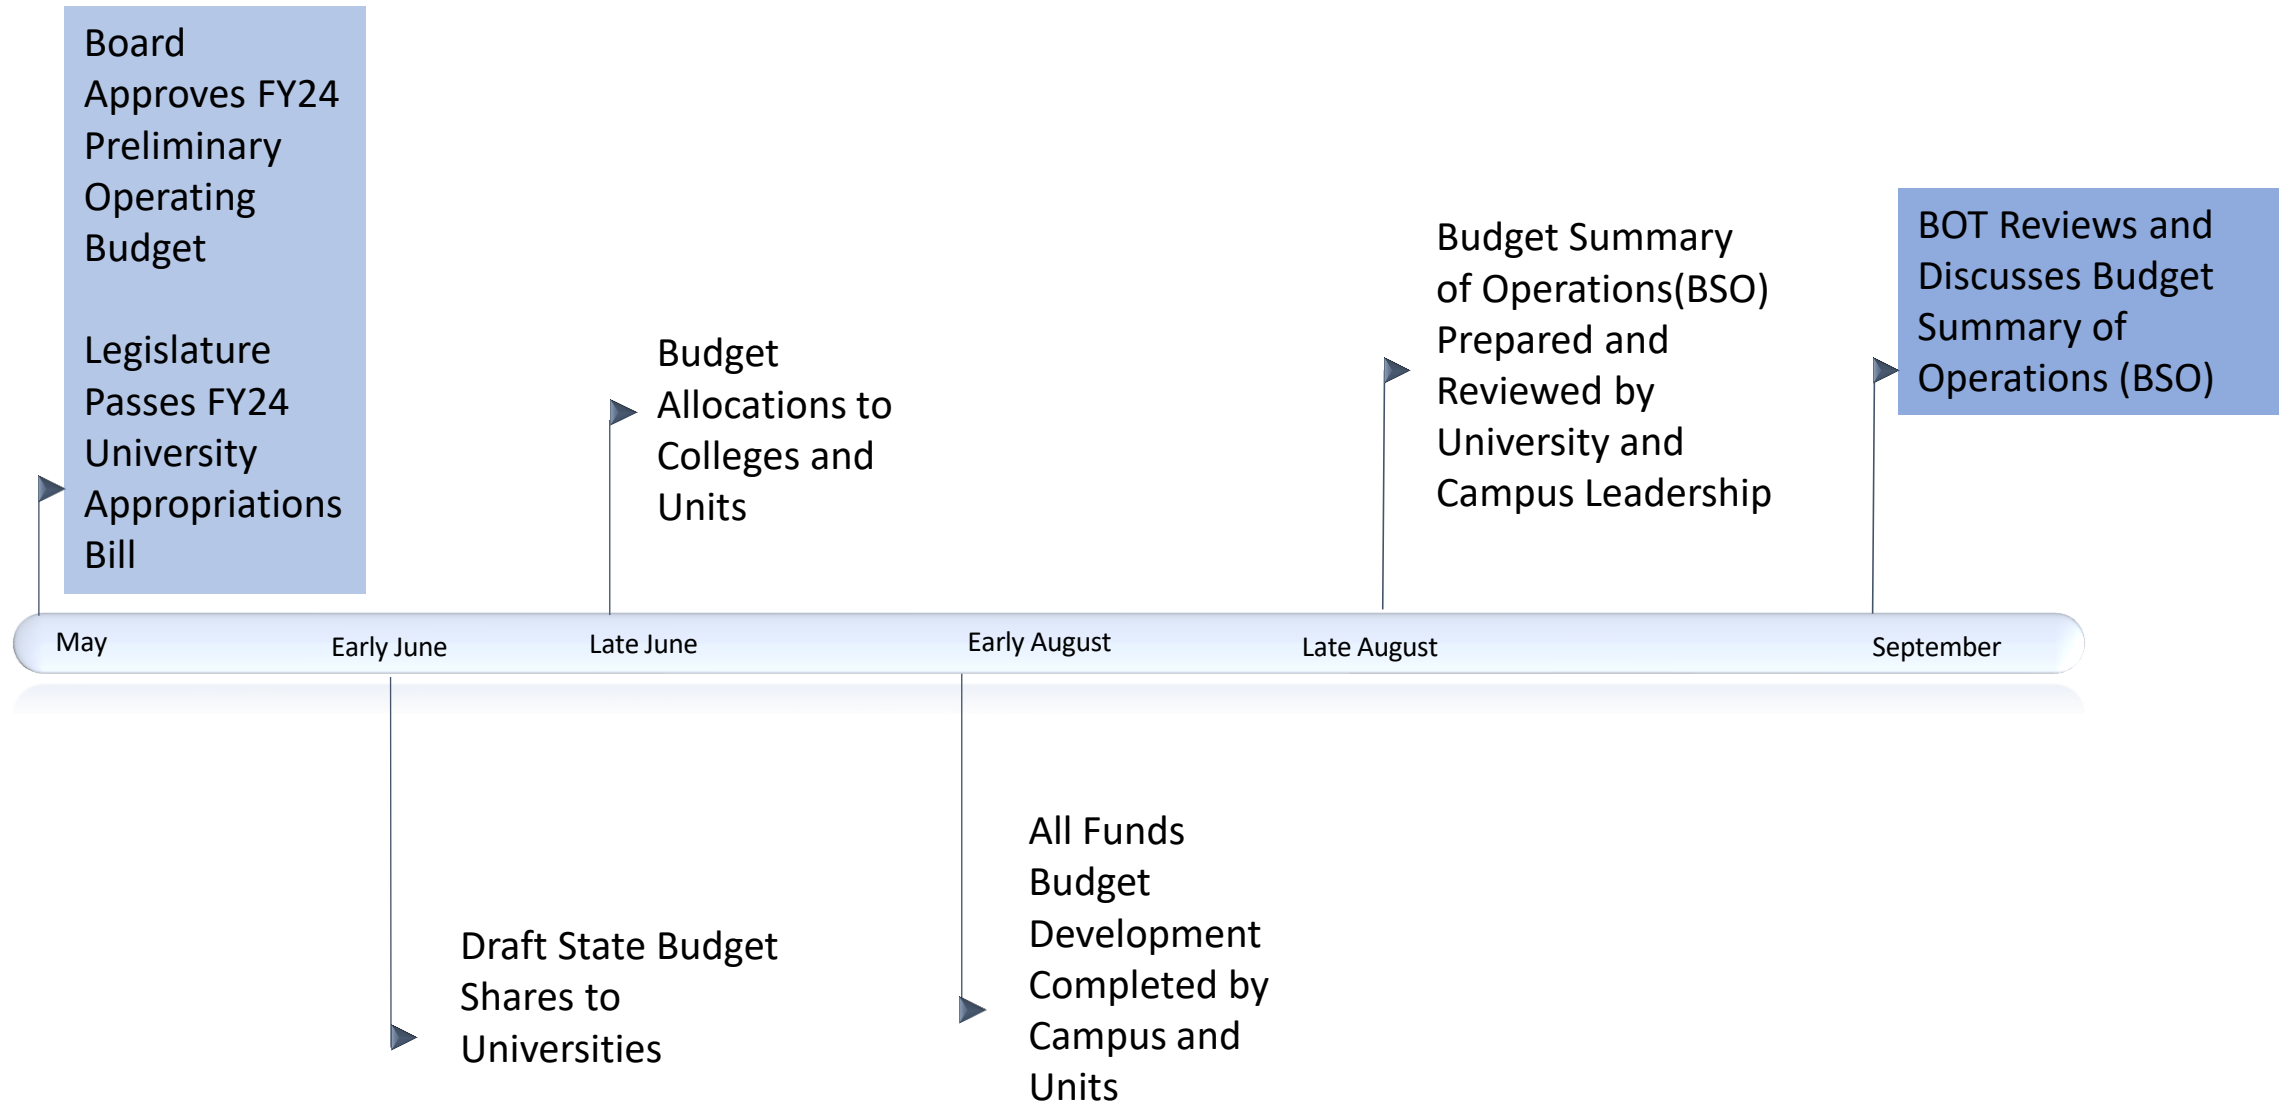 Board
Approves FY24
Preliminary
Operating
Budget
Legislature
Passes FY24
University
Appropriations
Bill
Budget
Allocations to
Colleges and
Units
Budget Summary
of Operations(BSO)
Prepared and
Reviewed by
University and
Campus Leadership
BOT Reviews and
Discusses Budget
Summary of
Operations (BSO)
May
Early June
Late June
Early August
Late August
September
Draft State Budget
Shares to
Universities
All Funds
Budget
Development
Completed by
Campus and
Units